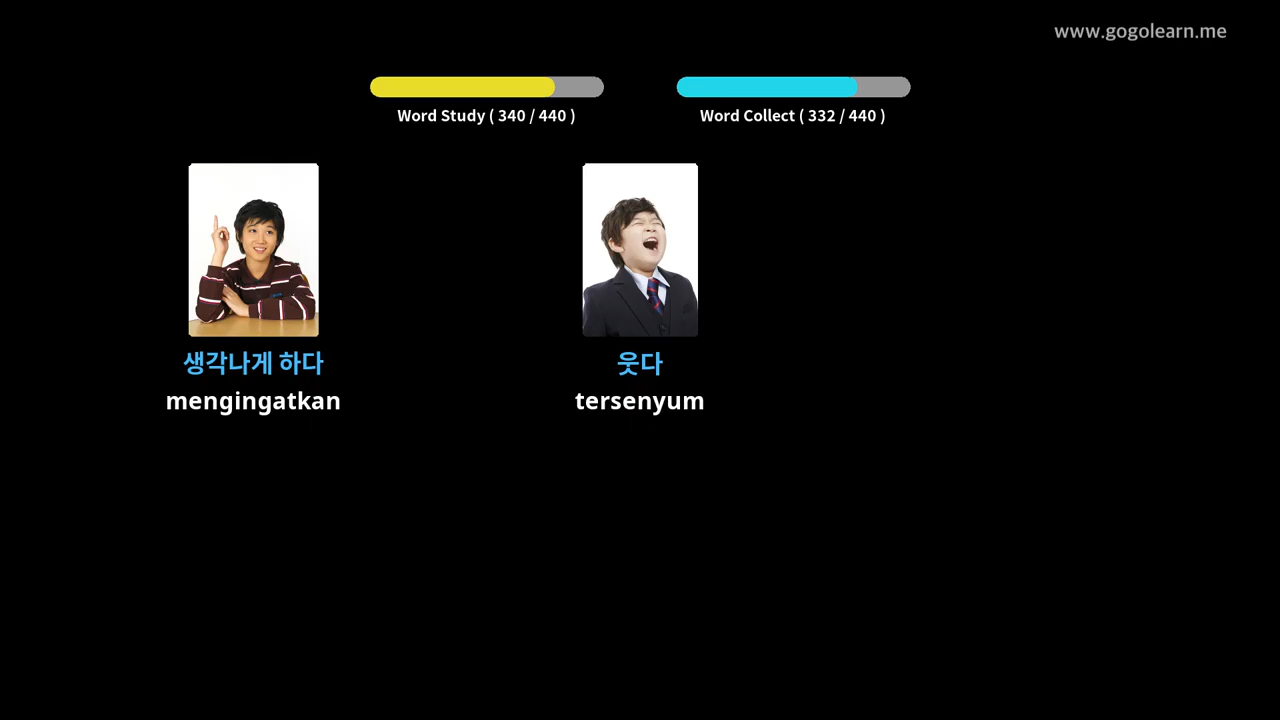 www.gogolearn.me
Word Study ( 340 / 440 )
Word Collect ( 332 / 440 )
생각나게 하다
mengingatkan
웃다
tersenyum